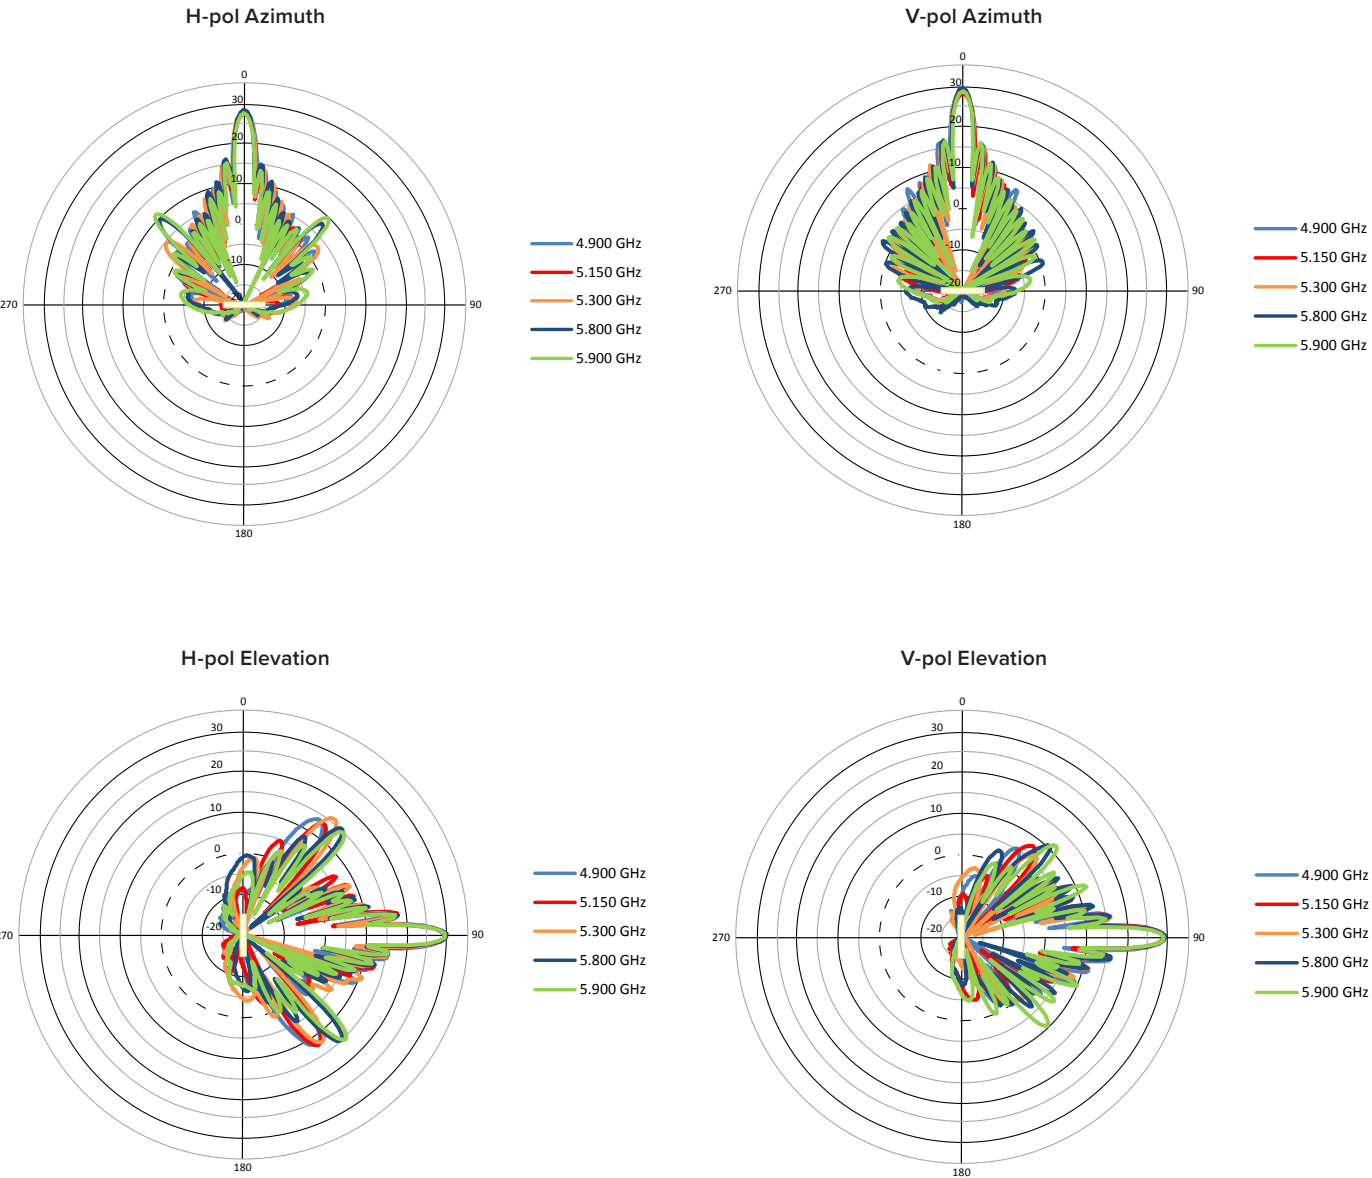 H-pol Azimuth
0
30
20
10
0
-10
-20
270
90
180
4.900 GHz
5.150 GHz
5.300 GHz
5.800 GHz
5.900 GHz
V-pol Azimuth
0
30
20
10
0
-10
-20
270
90
180
4.900 GHz
5.150 GHz
5.300 GHz
5.800 GHz
5.900 GHz
H-pol Elevation
0
30
20
10
0
-10
-20
70
90
180
4.900 GHz
5.150 GHz
5.300 GHz
5.800 GHz
5.900 GHz
V-pol Elevation
0
30
20
10
0
-10
-20
270
90
180
4.900 GHz
5.150 GHz
5.300 GHz
5.800 GHz
5.900 GHz